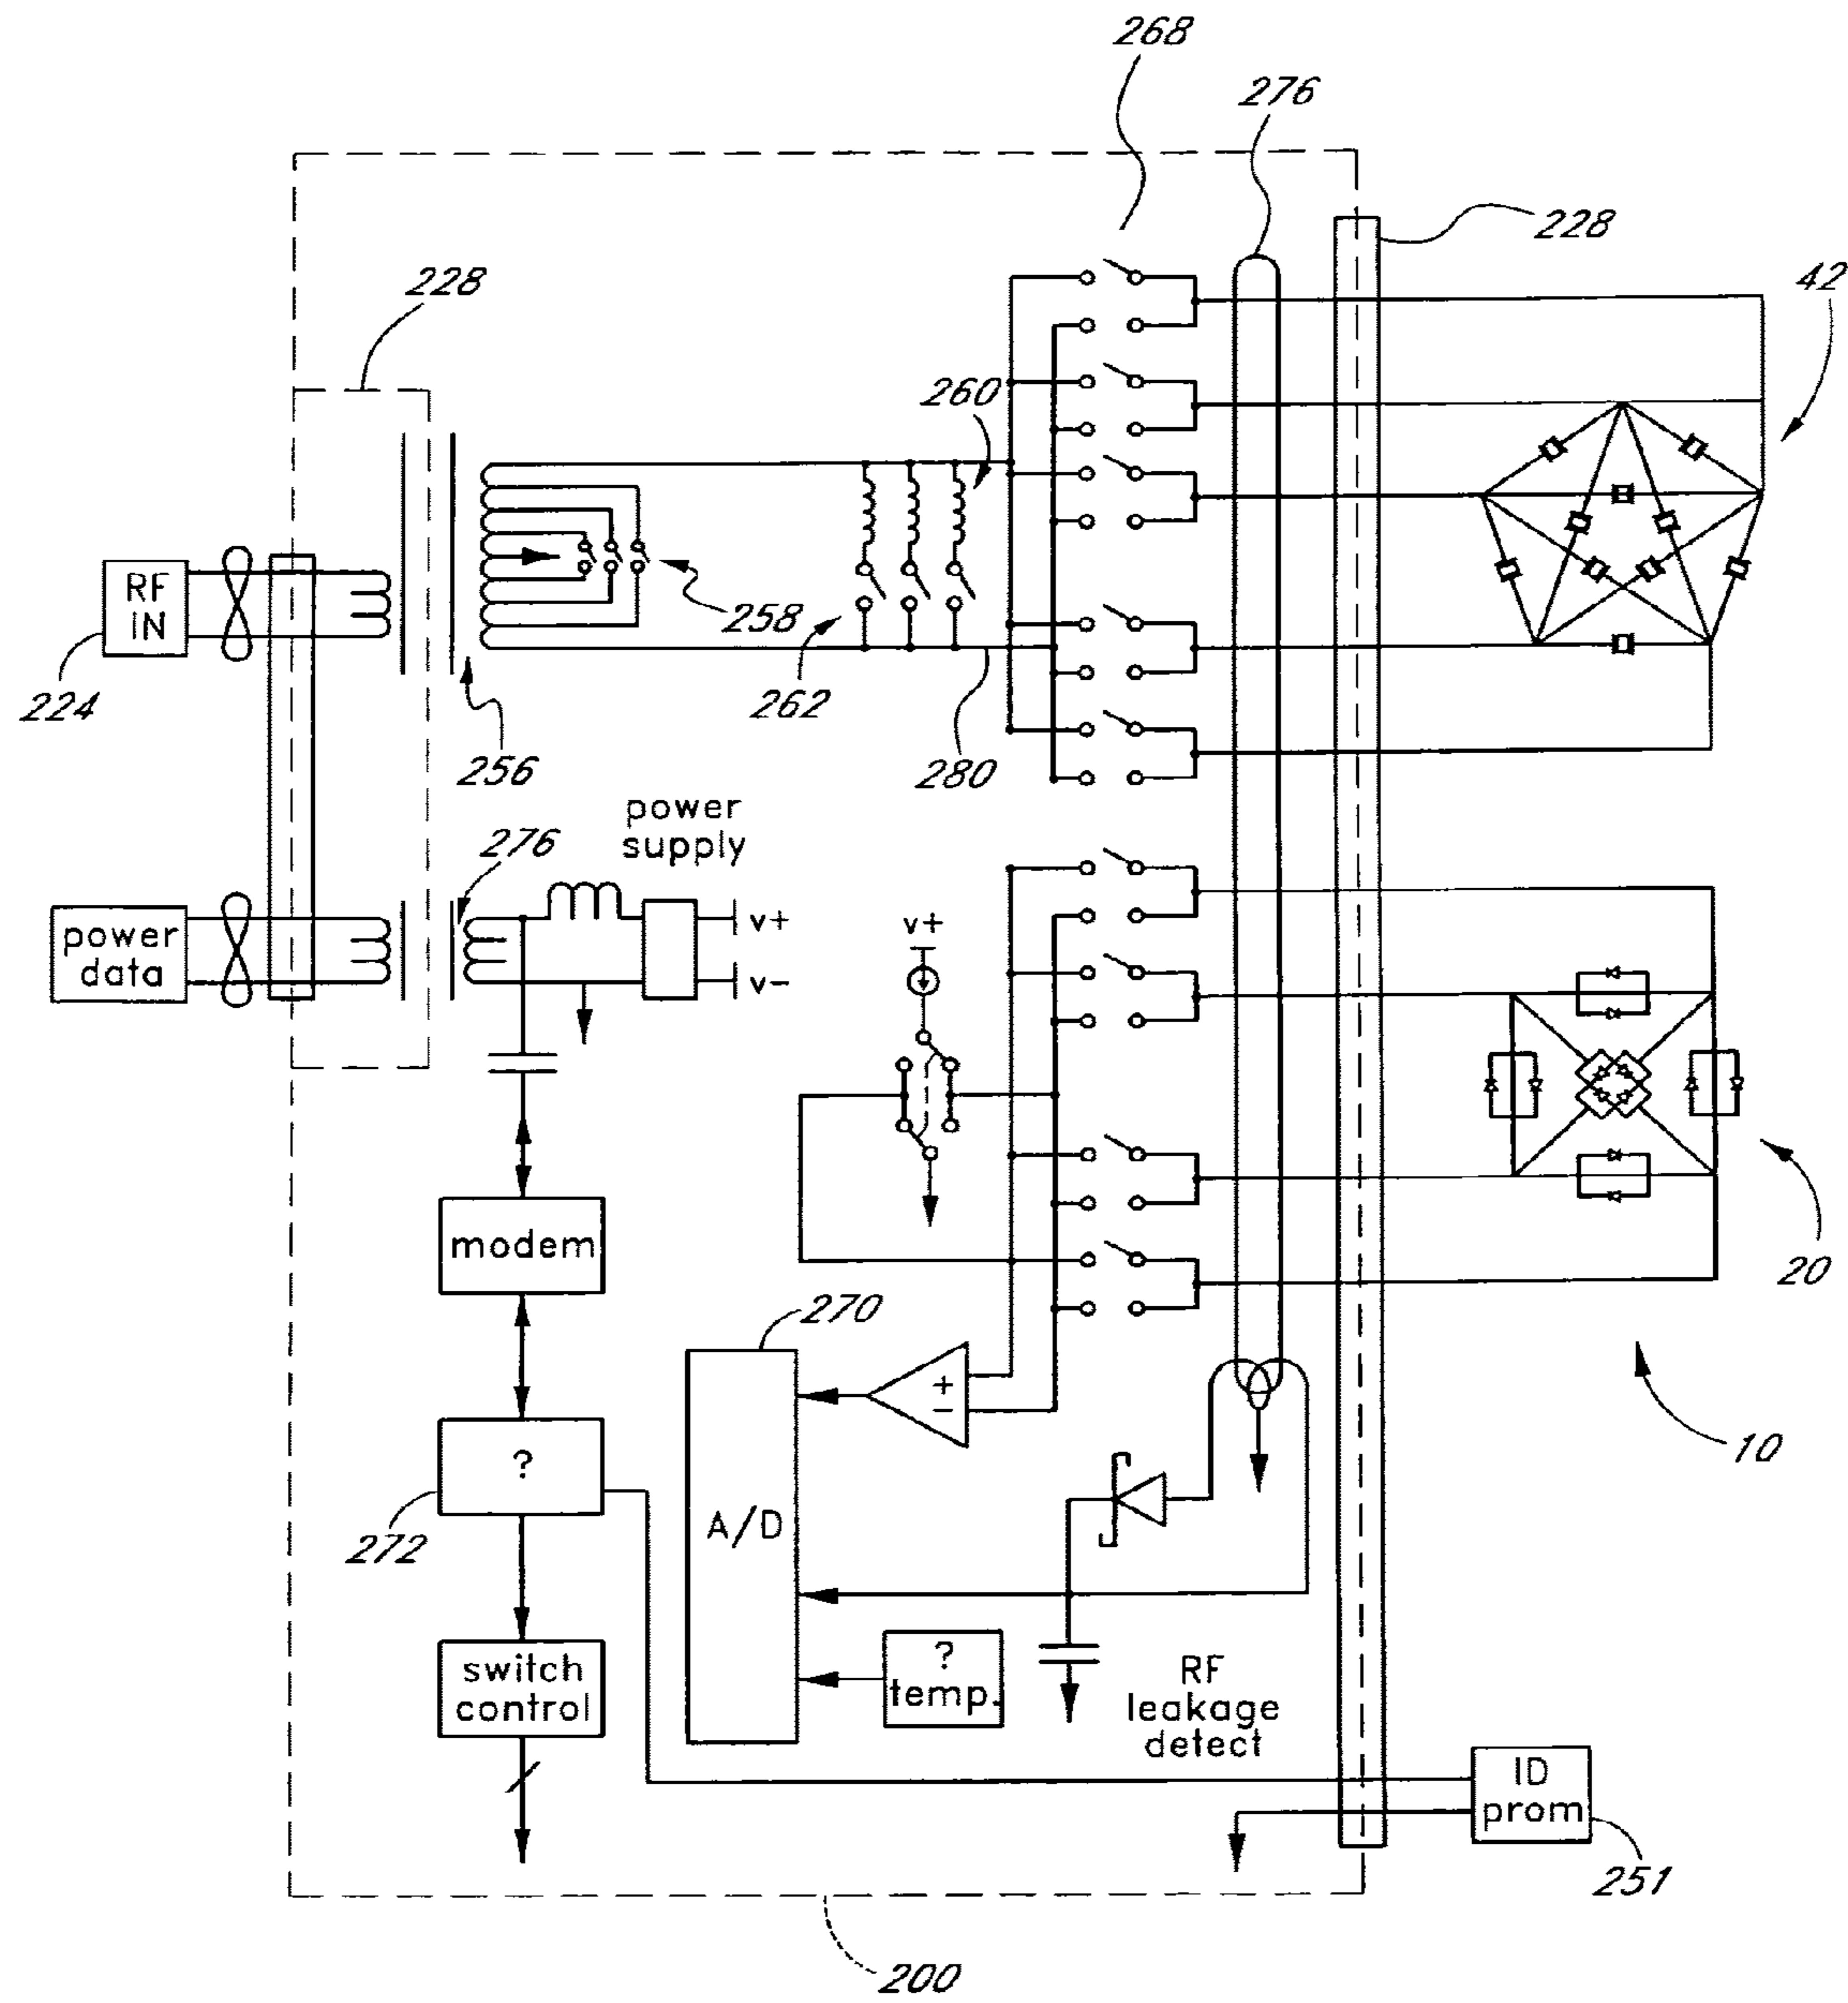 268
276
228
42
228
260
RF
IN
258
262
224
256
280
power
supply
276
power
data
v+
v-
v+
modem
20
270
+
-
10
?
A/D
272
?
temp.
RF
leakage
detect
switch
control
ID
prom
251
200